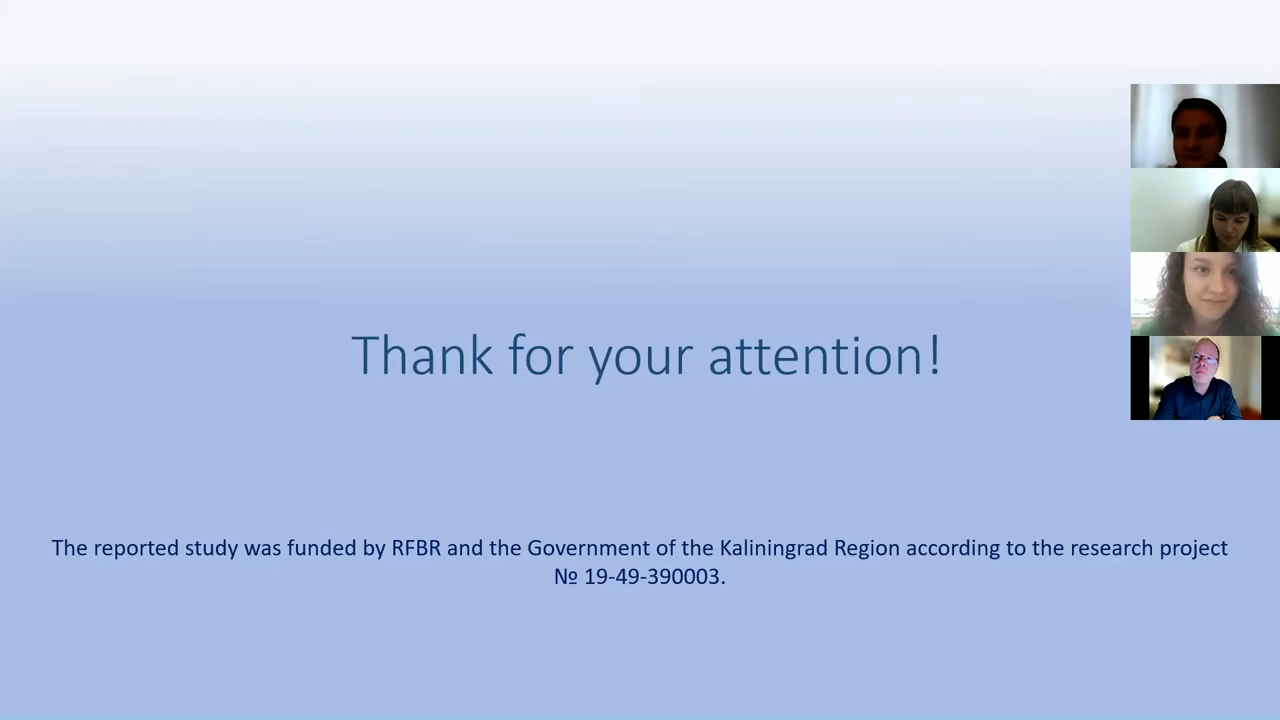 Thank for your attention!
The reported study was funded by RFBR and the Government of the Kaliningrad Region according to the research project
№ 19-49-390003.